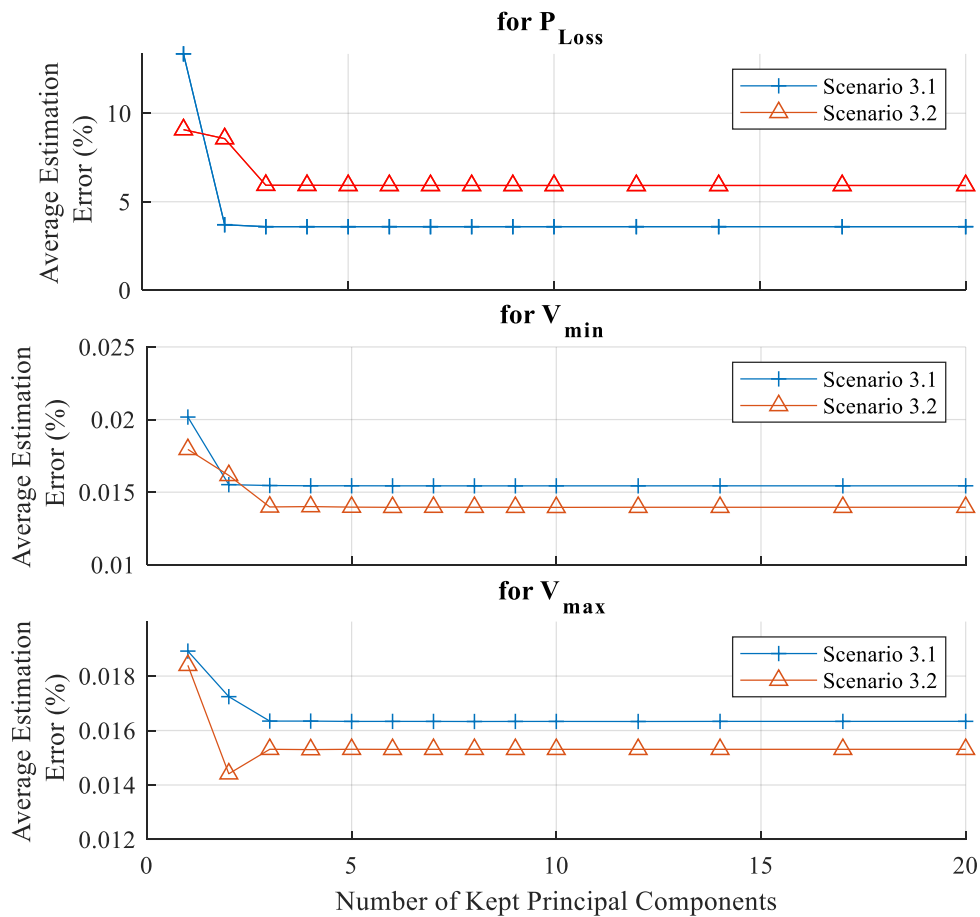 for P_Loss
Average Estimation
Error (%)
10
5
0
Scenario 3.1
Scenario 3.2
for V_min
Average Estimation
Error (%)
0.025
0.02
0.015
0.01
Scenario 3.1
Scenario 3.2
for V_max
Average Estimation
Error (%)
0.018
0.016
0.014
0.012
Scenario 3.1
Scenario 3.2
0 5 10 15 20
Number of Kept Principal Components